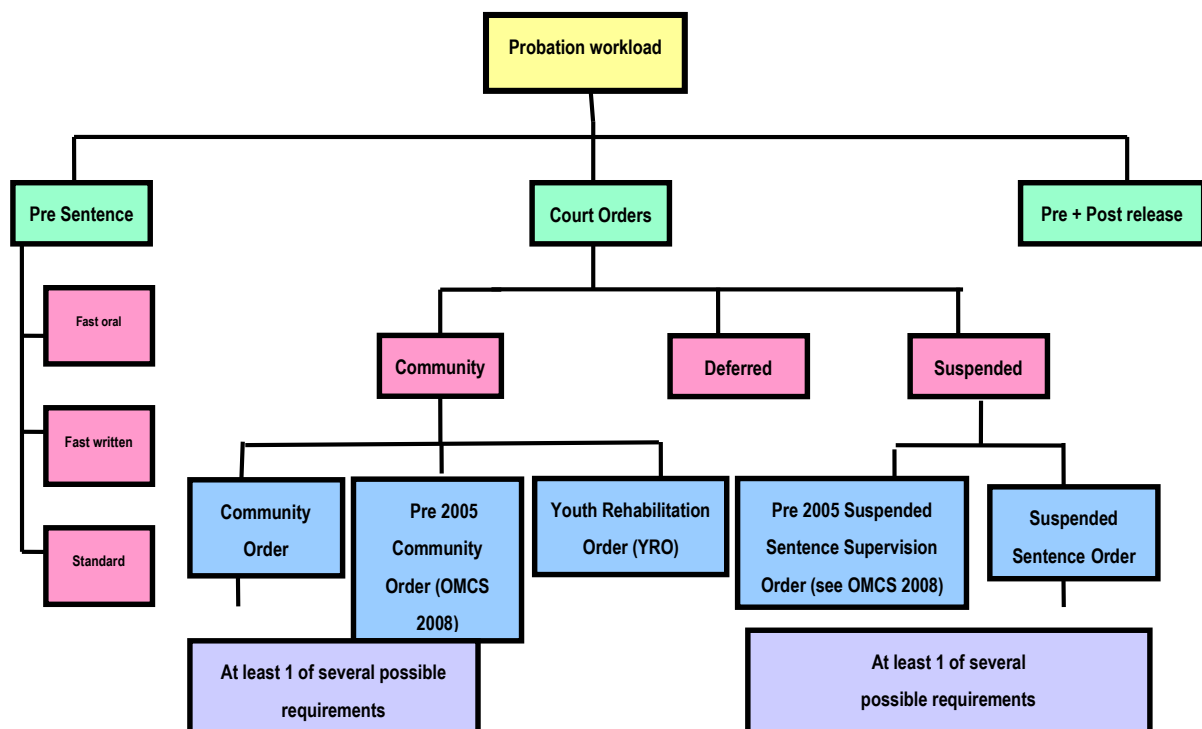 Probation workload
Pre Sentence
Court Orders
Pre + Post release
Fast oral
Fast written
Standard
Community
Deferred
Suspended
Community
Order
Pre 2005
Community
Order (OMCS
2008)
Youth Rehabilitation
Order (YRO)
Pre 2005 Suspended
Sentence Supervision
Order (see OMCS 2008)
Suspended
Sentence Order
At least 1 of several possible
requirements
At least 1 of several
possible requirements